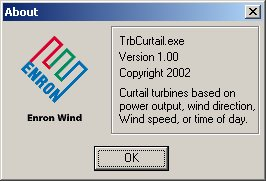 About
ENRON
Enron Wind
TrbCurtail.exe
Version 1.00
Copyright 2002
Curtail turbines based on
power output, wind direction,
Wind speed, or time of day.
OK